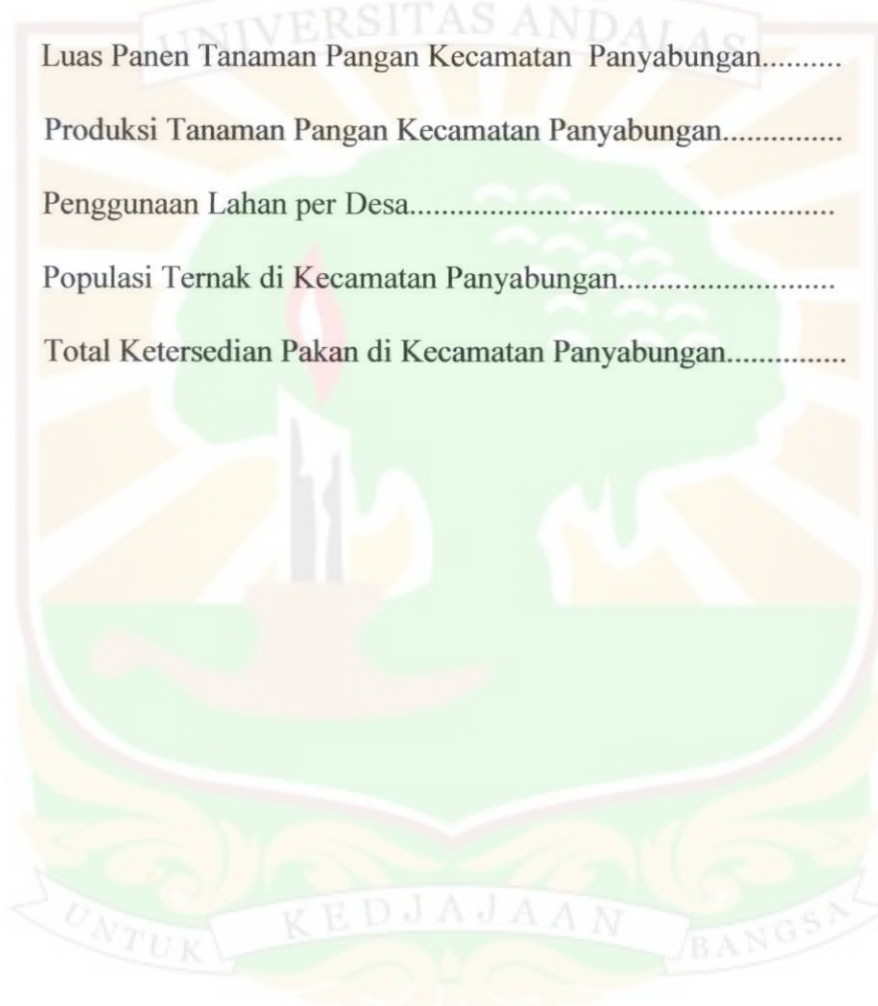 UNIVERSITAS ANDALAS
Luas Panen Tanaman Pangan Kecamatan  Panyabungan..........
Produksi Tanaman Pangan Kecamatan Panyabungan...............
Penggunaan Lahan per Desa.....................................................
Populasi Ternak di Kecamatan Panyabungan...........................
Total Ketersedian Pakan di Kecamatan Panyabungan...............
UNTUK KEDJAJAAN BANGSA